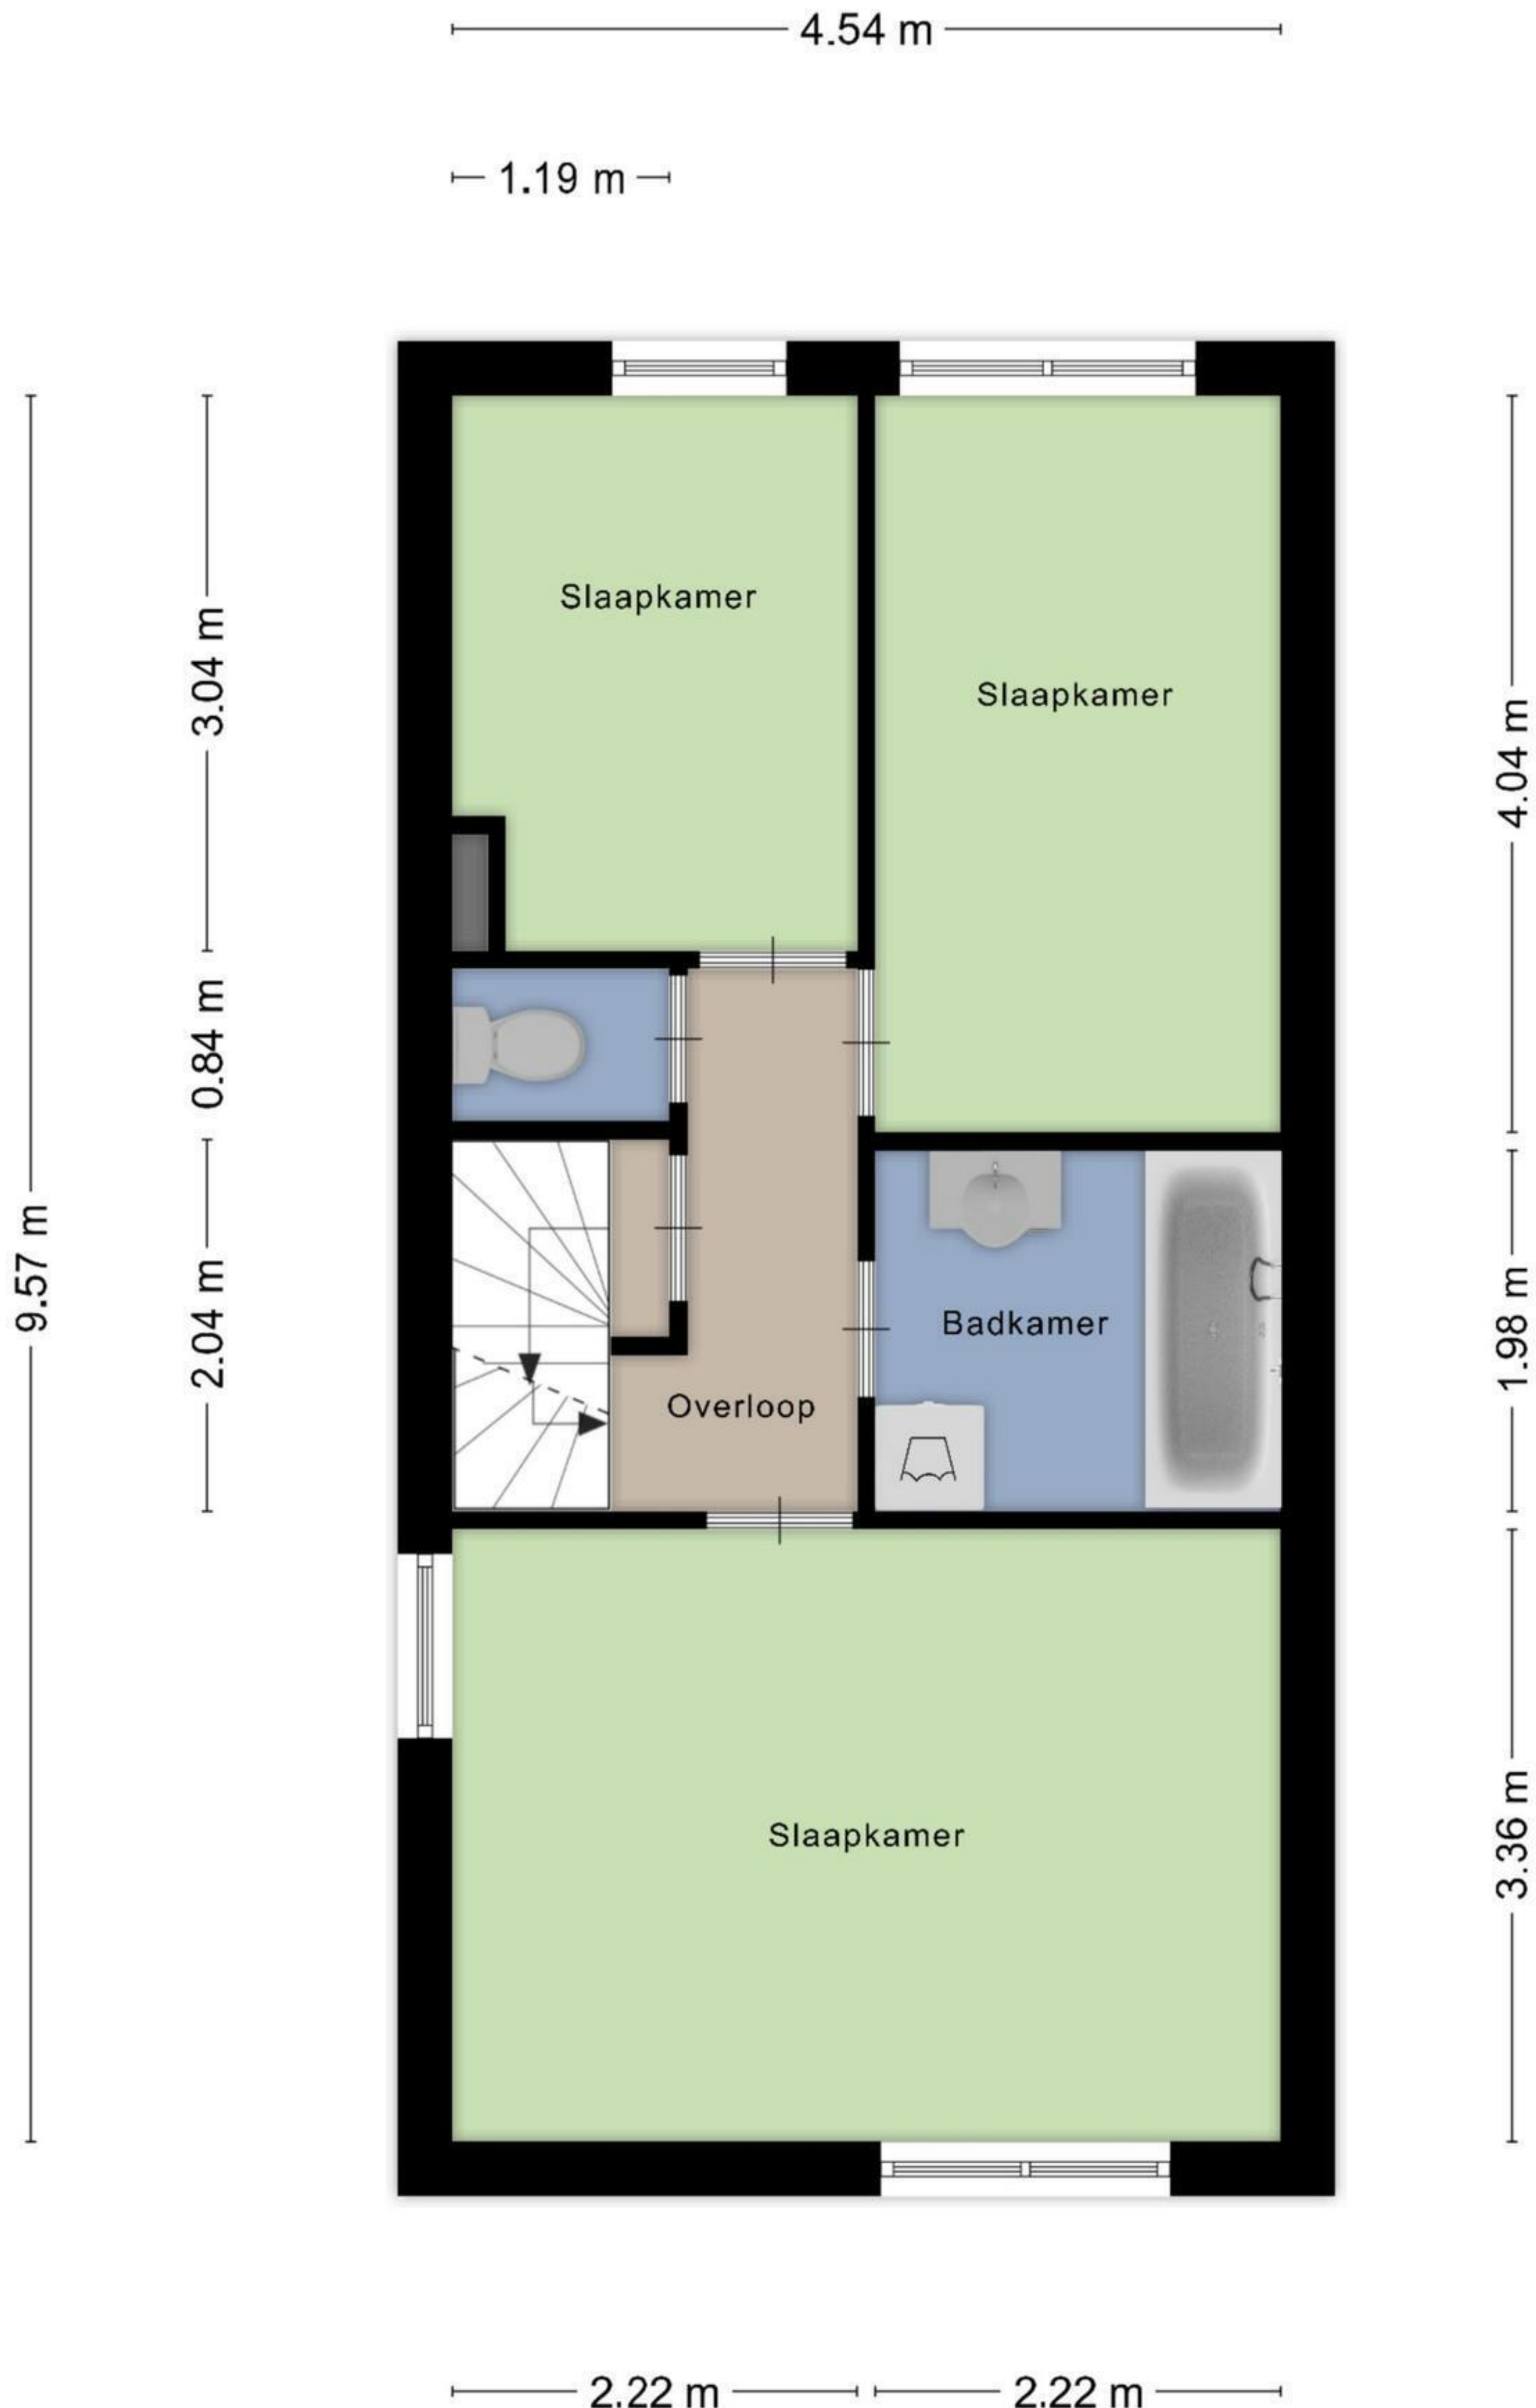 4.54 m
1.19 m
Slaapkamer
Slaapkamer
3.04 m
4.04 m
0.84 m
9.57 m
2.04 m
1.98 m
Badkamer
Overloop
Slaapkamer
3.36 m
2.22 m
2.22 m